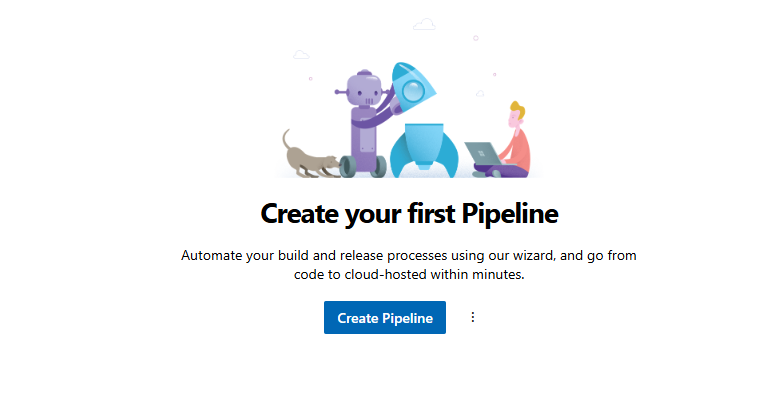 Create your first Pipeline
Automate your build and release processes using our wizard, and go from
code to cloud-hosted within minutes.
Create Pipeline